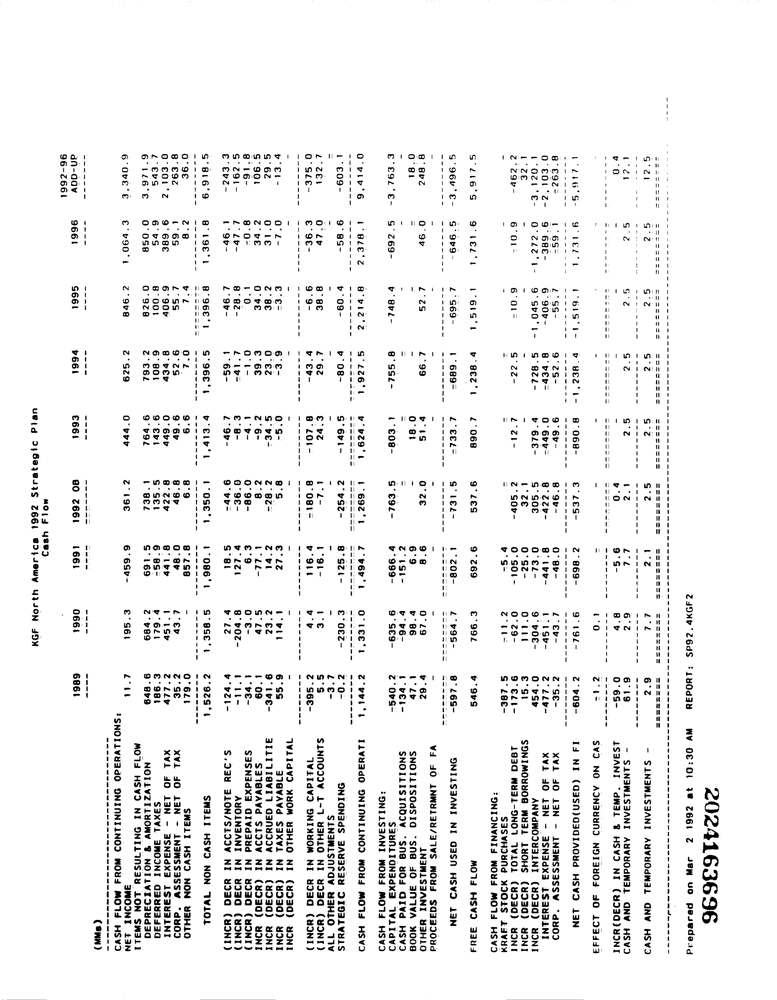 KGF North America 1992 Strategic Plan
Cash Flow
(MMs) 1989 1990 1991 1992 OB 1993 1994 1995 1996 1992-96 ADD-UP
CASH FLOW FROM CONTINUING OPERATIONS:
NET INCOME 11.7 195.3 -459.9 361.2 444.0 625.2 846.2 1,064.3 3,340.9
ITEMS NOT RESULTING IN CASH FLOW
DEPRECIATION & AMORTIZATION 648.6 684.2 691.5 738.1 764.6 793.2 826.0 850.0 3,971.9
DEFERRED INCOME TAXES 186.3 179.4 -58.9 135.5 143.6 108.9 100.8 54.9 543.7
INTEREST EXPENSE - NET OF TAX 477.2 451.1 441.8 422.8 449.0 434.8 406.9 389.6 2,103.0
CORP. ASSESSMENT - NET OF TAX 35.2 43.7 48.0 46.8 49.6 52.6 55.7 59.1 263.8
OTHER NON CASH ITEMS 179.0 - 857.8 6.8 6.6 7.0 7.4 8.2 36.0
TOTAL NON CASH ITEMS 1,526.2 1,358.5 1,980.1 1,350.1 1,413.4 1,396.5 1,396.8 1,361.8 6,918.5
(INCR) DECR IN ACCTS/NOTE REC'S -124.4 27.4 18.5 -44.6 -46.7 -59.1 -46.7 -46.1 -243.3
(INCR) DECR IN INVENTORY -11.1 -204.8 127.4 -36.0 -8.3 -41.7 -28.8 -47.7 -162.5
(INCR) DECR IN PREPAID EXPENSES -34.1 -3.0 6.3 -86.0 -4.1 -1.0 0.1 -0.8 -91.8
INCR (DECR) IN ACCTS PAYABLES 60.1 47.5 -77.1 8.2 -9.2 39.3 34.0 34.2 106.5
INCR (DECR) IN ACCRUED LIABILITIE -341.6 23.2 14.2 -28.2 -34.5 23.0 38.2 31.0 29.5
INCR (DECR) IN TAXES PAYABLE 55.9 114.1 27.3 5.8 -5.0 -3.9 -3.3 -7.0 -13.4
INCR (DECR) IN OTHER WORK CAPITAL - - - - - - - - -
(INCR) DECR IN WORKING CAPITAL -395.2 4.4 116.4 -180.8 -107.8 -43.4 -6.6 -36.3 -375.0
(INCR) DECR IN OTHER L-T ACCOUNTS 5.5 3.1 -16.1 -7.1 24.3 29.7 38.8 47.0 132.7
ALL OTHER ADJUSTMENTS -3.7 - - - - - - - -
STRATEGIC RESERVE SPENDING -0.2 -230.3 -125.8 -254.2 -149.5 -80.4 -60.4 -58.6 -603.1
CASH FLOW FROM CONTINUING OPERATI 1,144.2 1,331.0 1,494.7 1,269.1 1,624.4 1,927.5 2,214.8 2,378.1 9,414.0
CASH FLOW FROM INVESTING:
CAPITAL EXPENDITURES -540.2 -635.6 -666.4 -763.5 -803.1 -755.8 -748.4 -692.5 -3,763.3
CASH PAID FOR BUS. ACQUISITIONS -134.1 -94.4 -151.2 - - - - - -
BOOK VALUE OF BUS. DISPOSITIONS 47.1 98.4 6.9 - 18.0 - - - 18.0
OTHER INVESTMENT 29.4 67.0 8.6 32.0 51.4 66.7 52.7 46.0 248.8
PROCEEDS FROM SALE/RETIRMNT OF FA - - - - - - - - -
NET CASH USED IN INVESTING -597.8 -564.7 -802.1 -731.5 -733.7 -689.1 -695.7 646.5 -3,496.5
FREE CASH FLOW 546.4 766.3 692.6 537.6 890.7 1,238.4 1,519.1 1,731.6 5,917.5
CASH FLOW FROM FINANCING:
KRAFT STOCK PURCHASES -387.5 -11.2 -5.4 - - - - - -
INCR (DECR) TOTAL LONG-TERM DEBT -173.6 -62.0 -105.0 -405.2 -12.7 -22.5 -10.9 -10.9 -462.2
INCR (DECR) SHORT TERM BORROWINGS 15.3 111.0 -25.0 32.1 - - - - 32.1
INCR (DECR) INTERCOMPANY 454.0 -304.6 -73.0 305.5 -379.4 -728.5 -1,045.6 -1,272.0 -3,120.1
INTEREST EXPENSE - NET OF TAX -477.2 -451.1 -441.8 -422.8 -449.0 -434.8 -406.9 -389.6 -2,103.0
CORP. ASSESSMENT - NET OF TAX -35.2 -43.7 -48.0 -46.8 -49.6 -52.6 -55.7 -59.1 -263.8
NET CASH PROVIDED(USED) IN FI -604.2 -761.6 -698.2 -537.3 -890.8 -1,238.4 -1,519.1 1,731.6 -5,917.1
EFFECT OF FOREIGN CURRENCY ON CAS -1.2 0.1 - - - - - - -
INCR(DECR) IN CASH & TEMP. INVEST -59.0 4.8 -5.6 0.4 - - - - 0.4
CASH AND TEMPORARY INVESTMENTS - 61.9 2.9 7.7 2.1 2.5 2.5 2.5 2.5 12.1
CASH AND TEMPORARY INVESTMENTS - 2.9 7.7 2.1 2.5 2.5 2.5 2.5 2.5 12.5
Prepared on Mar 2 1992 at 10:30 AM REPORT: SP92.4KGF2
2024163696